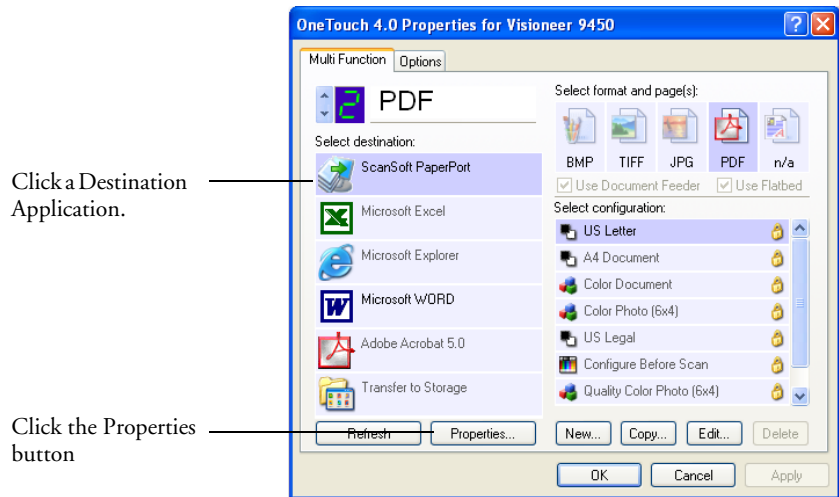 OneTouch 4.0 Properties for Visioneer 9450
Multi Function
Options
2
PDF
Select destination:
ScanSoft PaperPort
Microsoft Excel
Microsoft Explorer
Microsoft WORD
Adobe Acrobat 5.0
Transfer to Storage
Refresh
Properties...
Select format and page(s):
BMP
TIFF
JPG
PDF
n/a
Use Document Feeder
Use Flatbed
Select configuration:
US Letter
A4 Document
Color Document
Color Photo (6x4)
US Legal
Configure Before Scan
Quality Color Photo (6x4)
New...
Copy...
Edit...
Delete
OK
Cancel
Apply
Click a Destination
Application.
Click the Properties
button